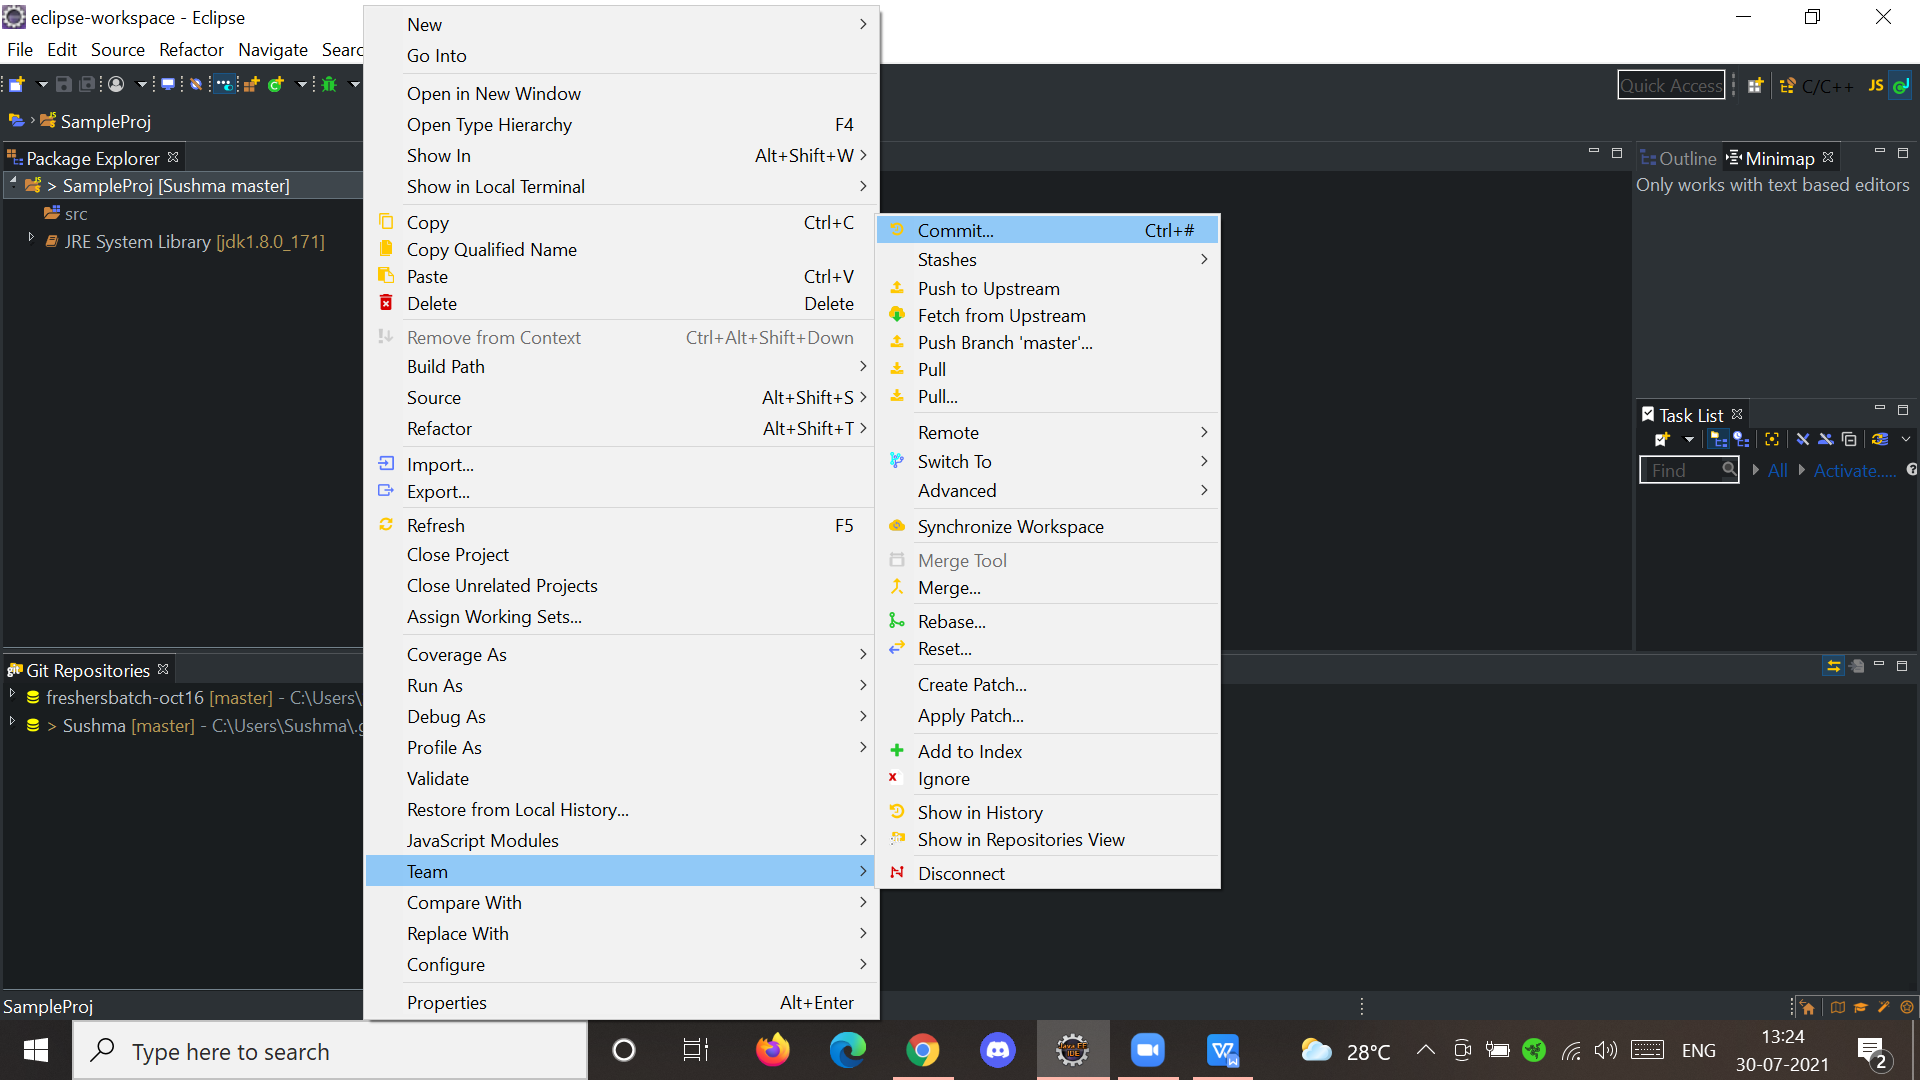 eclipse-workspace - Eclipse
File Edit Source Refactor Navigate Searc
Quick Access
C/C++
JS
SampleProj
Package Explorer
> SampleProj [Sushma master]
src
JRE System Library [jdk1.8.0_171]
New
Go Into
Open in New Window
Open Type Hierarchy F4
Show In Alt+Shift+W
Show in Local Terminal
Copy Ctrl+C
Copy Qualified Name
Paste Ctrl+V
Delete Delete
Remove from Context Ctrl+Alt+Shift+Down
Build Path
Source Alt+Shift+S
Refactor Alt+Shift+T
Import...
Export...
Refresh F5
Close Project
Close Unrelated Projects
Assign Working Sets...
Coverage As
Run As
Debug As
Profile As
Validate
Restore from Local History...
JavaScript Modules
Team
Compare With
Replace With
Configure
Properties Alt+Enter
Commit... Ctrl+#
Stashes
Push to Upstream
Fetch from Upstream
Push Branch 'master'...
Pull
Pull...
Remote
Switch To
Advanced
Synchronize Workspace
Merge Tool
Merge...
Rebase...
Reset...
Create Patch...
Apply Patch...
Add to Index
Ignore
Show in History
Show in Repositories View
Disconnect
Outline Minimap
Only works with text based editors
Task List
Find All Activate.....
Git Repositories
freshersbatch-oct16 [master] - C:\Users\
> Sushma [master] - C:\Users\Sushma\.g
SampleProj
Type here to search
Java EE
IDE
28°C
ENG
13:24
30-07-2021
2